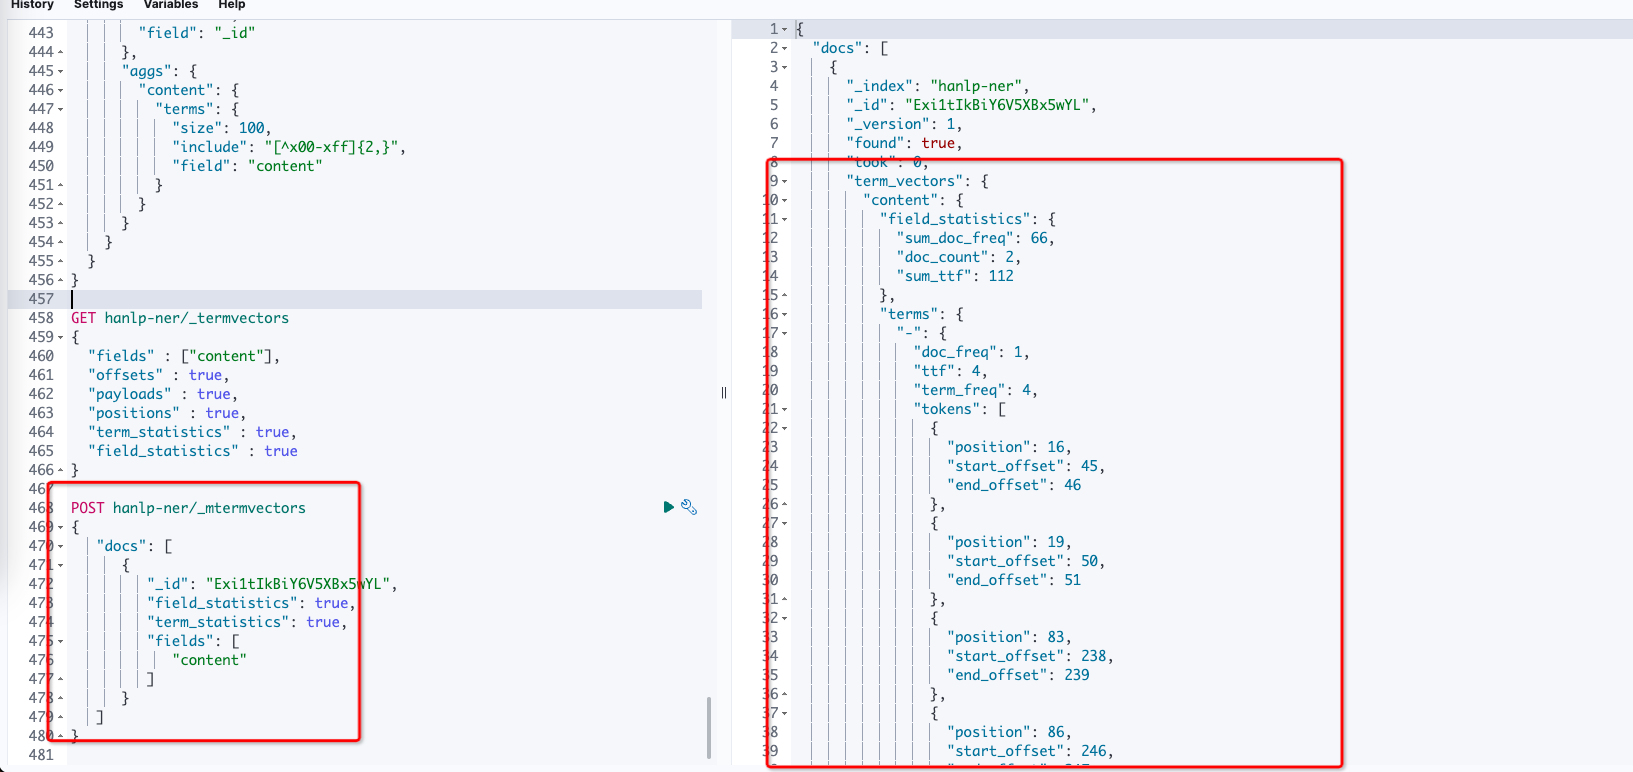 History Settings Variables Help
443 "field": "_id"
444 },
445 "aggs": {
446 "content": {
447 "terms": {
448 "size": 100,
449 "include": "[^x00-xff]{2,}",
450 "field": "content"
451 }
452 }
453 }
454 }
455 }
456 }
457
458 GET hanlp-ner/_termvectors
459 {
460 "fields" : ["content"],
461 "offsets" : true,
462 "payloads" : true,
463 "positions" : true,
464 "term_statistics" : true,
465 "field_statistics" : true
466 }
467
468 POST hanlp-ner/_mtermvectors
469 {
470 "docs": [
471 {
472 "_id": "Exi1tIkBiY6V5XBx5wYL",
473 "field_statistics": true,
474 "term_statistics": true,
475 "fields": [
476 "content"
477 ]
478 }
479 ]
480 }
481
1 {
2 "docs": [
3 {
4 "_index": "hanlp-ner",
5 "_id": "Exi1tIkBiY6V5XBx5wYL",
6 "_version": 1,
7 "found": true,
8 "took": 0,
9 "term_vectors": {
10 "content": {
11 "field_statistics": {
12 "sum_doc_freq": 66,
13 "doc_count": 2,
14 "sum_ttf": 112
15 },
16 "terms": {
17 "-": {
18 "doc_freq": 1,
19 "ttf": 4,
20 "term_freq": 4,
21 "tokens": [
22 {
23 "position": 16,
24 "start_offset": 45,
25 "end_offset": 46
26 },
27 {
28 "position": 19,
29 "start_offset": 50,
30 "end_offset": 51
31 },
32 {
33 "position": 83,
34 "start_offset": 238,
35 "end_offset": 239
36 },
37 {
38 "position": 86,
39 "start_offset": 246,